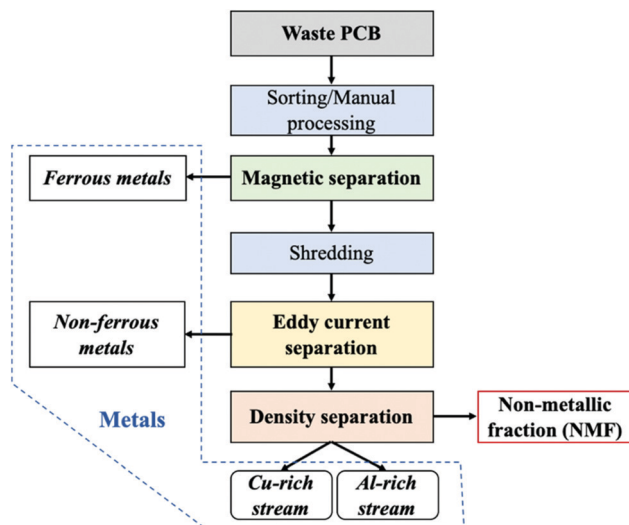 Waste PCB
Sorting/Manual
processing
Ferrous metals
Magnetic separation
Shredding
Non-ferrous
metals
Eddy current
separation
Metals
Density separation
Non-metallic
fraction (NMF)
Cu-rich
stream
Al-rich
stream